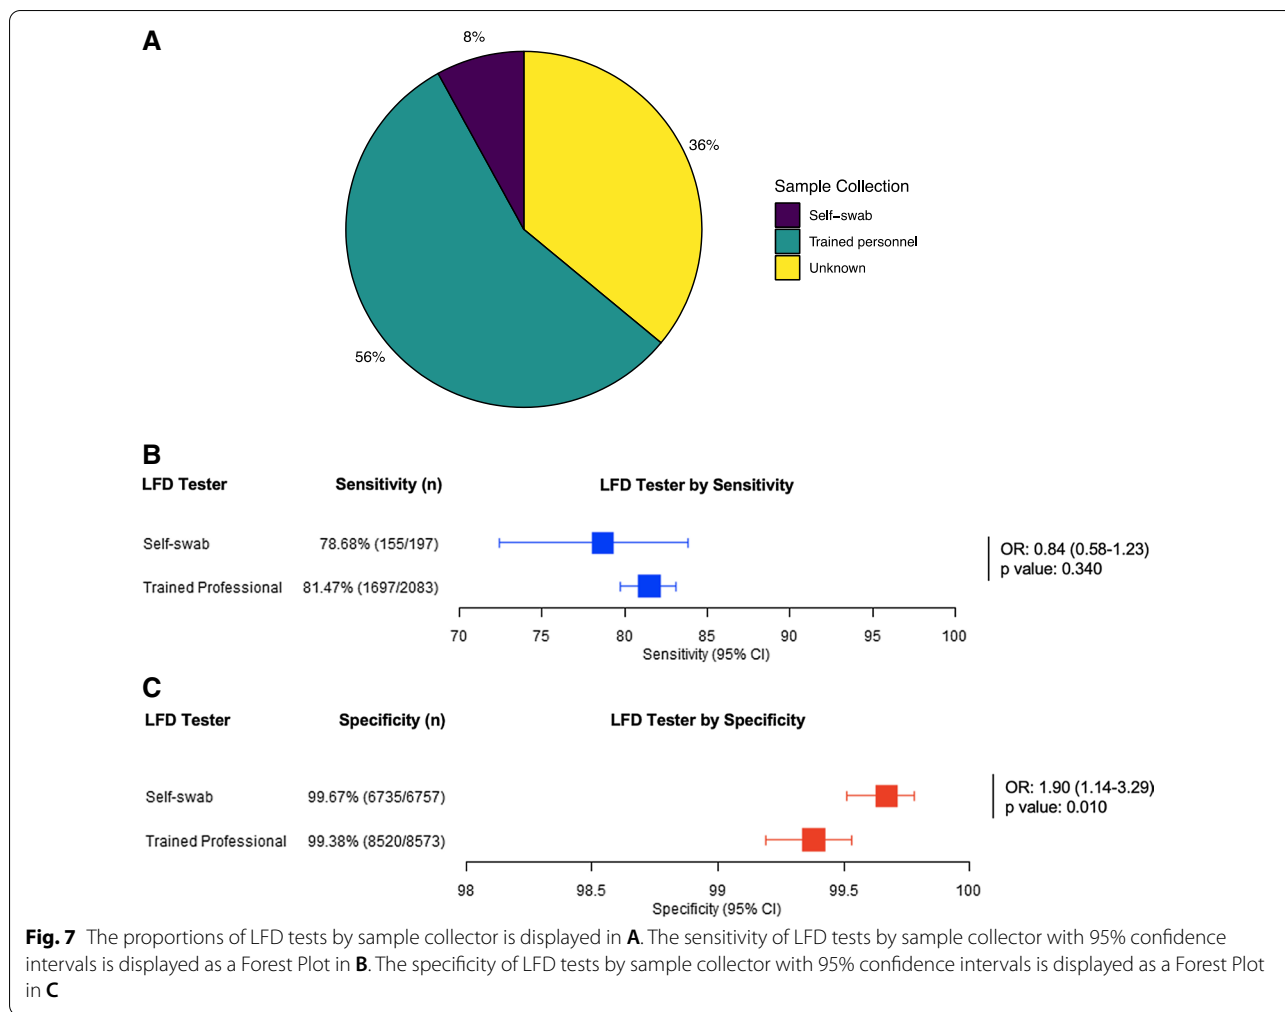 A
8%
36%
56%
Sample Collection
Self-swab
Trained personnel
Unknown
B
LFD Tester Sensitivity (n) LFD Tester by Sensitivity
Self-swab 78.68% (155/197)
Trained Professional 81.47% (1697/2083)
OR: 0.84 (0.58-1.23)
p value: 0.340
70 75 80 85 90 95 100
Sensitivity (95% CI)
C
LFD Tester Specificity (n) LFD Tester by Specificity
Self-swab 99.67% (6735/6757)
Trained Professional 99.38% (8520/8573)
OR: 1.90 (1.14-3.29)
p value: 0.010
98 98.5 99 99.5 100
Specificity (95% CI)
Fig. 7 The proportions of LFD tests by sample collector is displayed in A. The sensitivity of LFD tests by sample collector with 95% confidence
intervals is displayed as a Forest Plot in B. The specificity of LFD tests by sample collector with 95% confidence intervals is displayed as a Forest Plot
in C